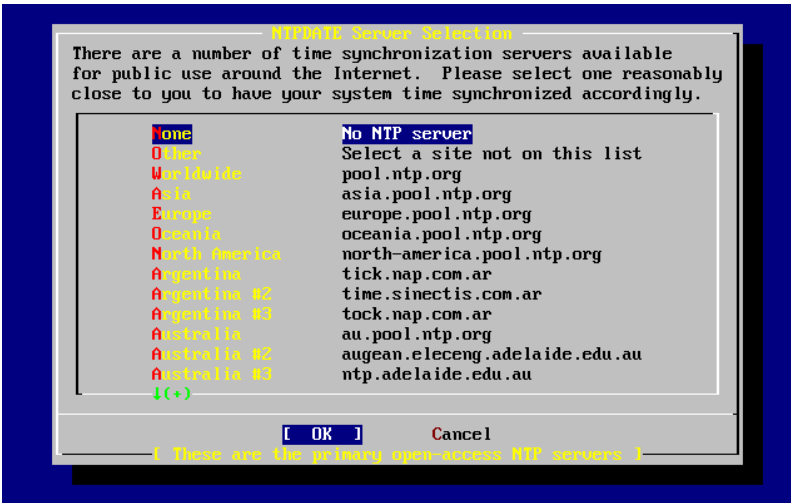 NTPDATE Server Selection
There are a number of time synchronization servers available
for public use around the Internet.  Please select one reasonably
close to you to have your system time synchronized accordingly.
None No NTP server
Other Select a site not on this list
Worldwide pool.ntp.org
Asia asia.pool.ntp.org
Europe europe.pool.ntp.org
Oceania oceania.pool.ntp.org
North America north-america.pool.ntp.org
Argentina tick.nap.com.ar
Argentina #2 time.sinectis.com.ar
Argentina #3 tock.nap.com.ar
Australia au.pool.ntp.org
Australia #2 augean.eleceng.adelaide.edu.au
Australia #3 ntp.adelaide.edu.au
↓(+)
[ OK ] Cancel
[ These are the primary open-access NTP servers ]